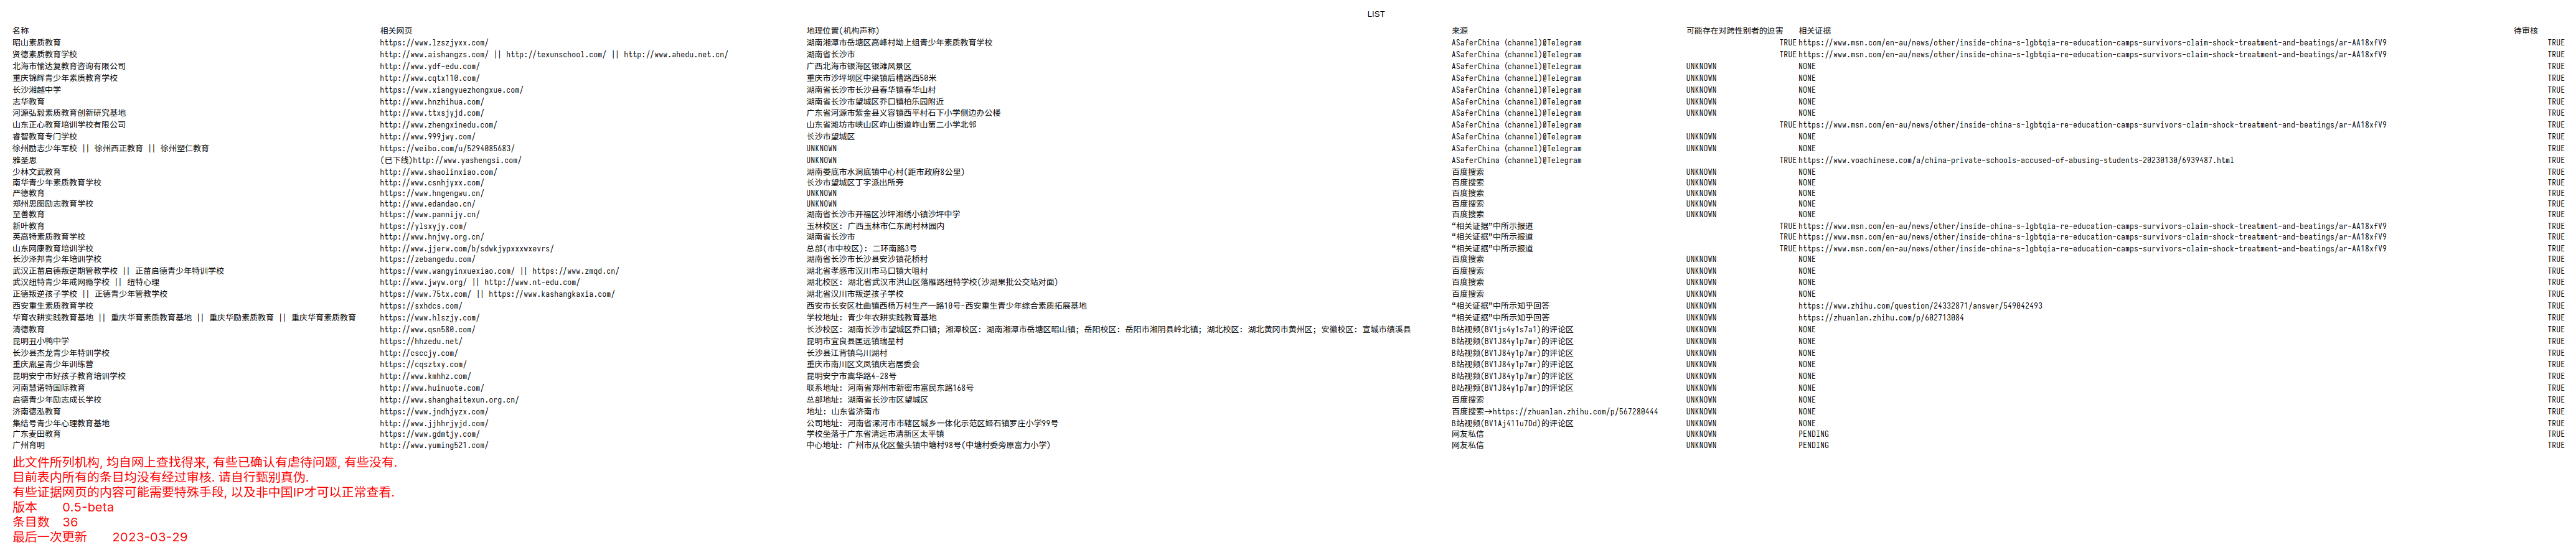 LIST
名称 相关网页 地理位置(机构声称) 来源 可能存在对跨性别者的迫害 相关证据 待审核
昭山素质教育 https://www.lzszjyxx.com/ 湖南湘潭市岳塘区高峰村坳上组青少年素质教育学校 ASaferChina (channel)@Telegram TRUE https://www.msn.com/en-au/news/other/inside-china-s-lgbtqia-re-education-camps-survivors-claim-shock-treatment-and-beatings/ar-AA18xfV9 TRUE
贤德素质教育学校 https://www.aishangzs.com/ || http://texunschool.com/ || http://www.ahedu.net.cn/ 湖南省长沙市 ASaferChina (channel)@Telegram TRUE https://www.msn.com/en-au/news/other/inside-china-s-lgbtqia-re-education-camps-survivors-claim-shock-treatment-and-beatings/ar-AA18xfV9 TRUE
北海市愉达复教育咨询有限公司 http://www.ydf-edu.com/ 广西北海市银海区银滩风景区 ASaferChina (channel)@Telegram UNKNOWN NONE TRUE
重庆锦辉青少年素质教育学校 http://www.cqtx110.com/ 重庆市沙坪坝区中梁镇后槽路西50米 ASaferChina (channel)@Telegram UNKNOWN NONE TRUE
长沙湘越中学 https://www.xiangyuezhongxue.com/ 湖南省长沙市长沙县春华镇春华山村 ASaferChina (channel)@Telegram UNKNOWN NONE TRUE
志华教育 http://www.hnzhihua.com/ 湖南省长沙市望城区乔口镇柏乐园附近 ASaferChina (channel)@Telegram UNKNOWN NONE TRUE
河源弘毅素质教育创新研究基地 http://www.ttxsjyjd.com/ 广东省河源市紫金县义容镇西平村石下小学侧边办公楼 ASaferChina (channel)@Telegram UNKNOWN NONE TRUE
山东正心教育培训学校有限公司 http://www.zhengxinedu.com/ 山东省潍坊市峡山区岞山街道岞山第二小学北邻 ASaferChina (channel)@Telegram TRUE https://www.msn.com/en-au/news/other/inside-china-s-lgbtqia-re-education-camps-survivors-claim-shock-treatment-and-beatings/ar-AA18xfV9 TRUE
睿智教育专门学校 http://www.999jwy.com/ 长沙市望城区 ASaferChina (channel)@Telegram UNKNOWN NONE TRUE
徐州励志少年军校 || 徐州西正教育 || 徐州塑仁教育 https://weibo.com/u/5294085683/ UNKNOWN ASaferChina (channel)@Telegram UNKNOWN NONE TRUE
雅圣思 (已下线)http://www.yashengsi.com/ UNKNOWN ASaferChina (channel)@Telegram TRUE https://www.voachinese.com/a/china-private-schools-accused-of-abusing-students-20230130/6939487.html TRUE
少林文武教育 http://www.shaolinxiao.com/ 湖南娄底市水洞底镇中心村(距市政府8公里) 百度搜索 UNKNOWN NONE TRUE
南华青少年素质教育学校 http://www.csnhjyxx.com/ 长沙市望城区丁字派出所旁 百度搜索 UNKNOWN NONE TRUE
严德教育 https://www.hngengwu.cn/ UNKNOWN 百度搜索 UNKNOWN NONE TRUE
郑州思图励志教育学校 http://www.edandao.cn/ UNKNOWN 百度搜索 UNKNOWN NONE TRUE
至善教育 https://www.pannijy.cn/ 湖南省长沙市开福区沙坪湘绣小镇沙坪中学 百度搜索 UNKNOWN NONE TRUE
新叶教育 https://ylsxyjy.com/ 玉林校区: 广西玉林市仁东周村林园内 “相关证据”中所示报道 TRUE https://www.msn.com/en-au/news/other/inside-china-s-lgbtqia-re-education-camps-survivors-claim-shock-treatment-and-beatings/ar-AA18xfV9 TRUE
英高特素质教育学校 http://www.hnjwy.org.cn/ 湖南省长沙市 “相关证据”中所示报道 TRUE https://www.msn.com/en-au/news/other/inside-china-s-lgbtqia-re-education-camps-survivors-claim-shock-treatment-and-beatings/ar-AA18xfV9 TRUE
山东网康教育培训学校 http://www.jjerw.com/b/sdwkjypxxxwxevrs/ 总部(市中校区): 二环南路3号 “相关证据”中所示报道 TRUE https://www.msn.com/en-au/news/other/inside-china-s-lgbtqia-re-education-camps-survivors-claim-shock-treatment-and-beatings/ar-AA18xfV9 TRUE
长沙泽邦青少年培训学校 https://zebangedu.com/ 湖南省长沙市长沙县安沙镇花桥村 百度搜索 UNKNOWN NONE TRUE
武汉正苗启德叛逆期管教学校 || 正苗启德青少年特训学校 https://www.wangyinxuexiao.com/ || https://www.zmqd.cn/ 湖北省孝感市汉川市马口镇大咀村 百度搜索 UNKNOWN NONE TRUE
武汉纽特青少年戒网瘾学校 || 纽特心理 http://www.jwyw.org/ || http://www.nt-edu.com/ 湖北校区: 湖北省武汉市洪山区落雁路纽特学校(沙湖果批公交站对面) 百度搜索 UNKNOWN NONE TRUE
正德叛逆孩子学校 || 正德青少年管教学校 https://www.75tx.com/ || https://www.kashangkaxia.com/ 湖北省汉川市叛逆孩子学校 百度搜索 UNKNOWN NONE TRUE
西安重生素质教育学校 https://sxhdcs.com/ 西安市长安区杜曲镇西杨万村生产一路10号-西安重生青少年综合素质拓展基地 “相关证据”中所示知乎回答 UNKNOWN https://www.zhihu.com/question/24332871/answer/549042493 TRUE
华育农耕实践教育基地 || 重庆华育素质教育基地 || 重庆华励素质教育 || 重庆华育素质教育 https://www.hlszjy.com/ 学校地址: 青少年农耕实践教育基地 “相关证据”中所示知乎回答 UNKNOWN https://zhuanlan.zhihu.com/p/602713084 TRUE
清德教育 http://www.qsn580.com/ 长沙校区: 湖南长沙市望城区乔口镇; 湘潭校区: 湖南湘潭市岳塘区昭山镇; 岳阳校区: 岳阳市湘阴县岭北镇; 湖北校区: 湖北黄冈市黄州区; 安徽校区: 宣城市绩溪县 B站视频(BV1js4y1s7a1)的评论区 UNKNOWN NONE TRUE
昆明丑小鸭中学 https://hhzedu.net/ 昆明市宜良县匡远镇瑞星村 B站视频(BV1J84y1p7mr)的评论区 UNKNOWN NONE TRUE
长沙县杰龙青少年特训学校 http://csccjy.com/ 长沙县江背镇乌川湖村 B站视频(BV1J84y1p7mr)的评论区 UNKNOWN NONE TRUE
重庆胤呈青少年训练营 https://cqsztxy.com/ 重庆市南川区文凤镇庆岩居委会 B站视频(BV1J84y1p7mr)的评论区 UNKNOWN NONE TRUE
昆明安宁市好孩子教育培训学校 http://www.kmhhz.com/ 昆明安宁市嵩华路4-28号 B站视频(BV1J84y1p7mr)的评论区 UNKNOWN NONE TRUE
河南慧诺特国际教育 http://www.huinuote.com/ 联系地址: 河南省郑州市新密市富民东路168号 B站视频(BV1J84y1p7mr)的评论区 UNKNOWN NONE TRUE
启德青少年励志成长学校 http://www.shanghaitexun.org.cn/ 总部地址: 湖南省长沙市区望城区 百度搜索 UNKNOWN NONE TRUE
济南德泓教育 https://www.jndhjyzx.com/ 地址: 山东省济南市 百度搜索→https://zhuanlan.zhihu.com/p/567280444 UNKNOWN NONE TRUE
集结号青少年心理教育基地 http://www.jjhhrjyjd.com/ 公司地址: 河南省漯河市市辖区城乡一体化示范区姬石镇罗庄小学99号 B站视频(BV1Aj411u7Dd)的评论区 UNKNOWN NONE TRUE
广东麦田教育 https://www.gdmtjy.com/ 学校坐落于广东省清远市清新区太平镇 网友私信 UNKNOWN PENDING TRUE
广州育明 http://www.yuming521.com/ 中心地址: 广州市从化区鳌头镇中塘村98号(中塘村委旁原富力小学) 网友私信 UNKNOWN PENDING TRUE
此文件所列机构, 均自网上查找得来, 有些已确认有虐待问题, 有些没有.
目前表内所有的条目均没有经过审核. 请自行甄别真伪.
有些证据网页的内容可能需要特殊手段, 以及非中国IP才可以正常查看.
版本 0.5-beta
条目数 36
最后一次更新 2023-03-29